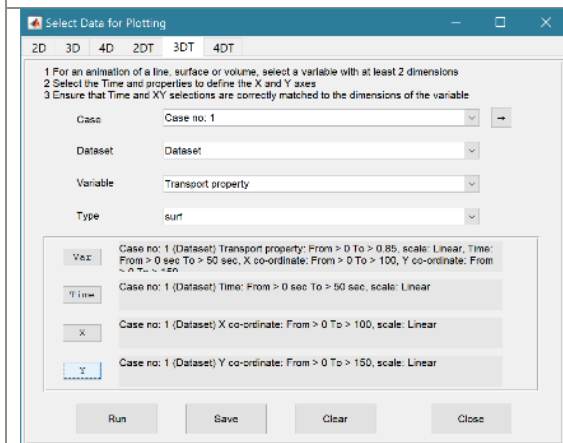 Select Data for Plotting
2D 3D 4D 2DT 3DT 4DT
1 For an animation of a line, surface or volume, select a variable with at least 2 dimensions
2 Select the Time and properties to define the X and Y axes
3 Ensure that Time and XY selections are correctly matched to the dimensions of the variable
Case Case no: 1 →
Dataset Dataset
Variable Transport property
Type surf
Var Case no: 1 (Dataset) Transport property: From > 0 To > 0.85, scale: Linear, Time:
From > 0 sec To > 50 sec, X co-ordinate: From > 0 To > 100, Y co-ordinate: From
> 0 To > 150
Time Case no: 1 (Dataset) Time: From > 0 sec To > 50 sec, scale: Linear
X Case no: 1 (Dataset) X co-ordinate: From > 0 To > 100, scale: Linear
Y Case no: 1 (Dataset) Y co-ordinate: From > 0 To > 150, scale: Linear
Run Save Clear Close